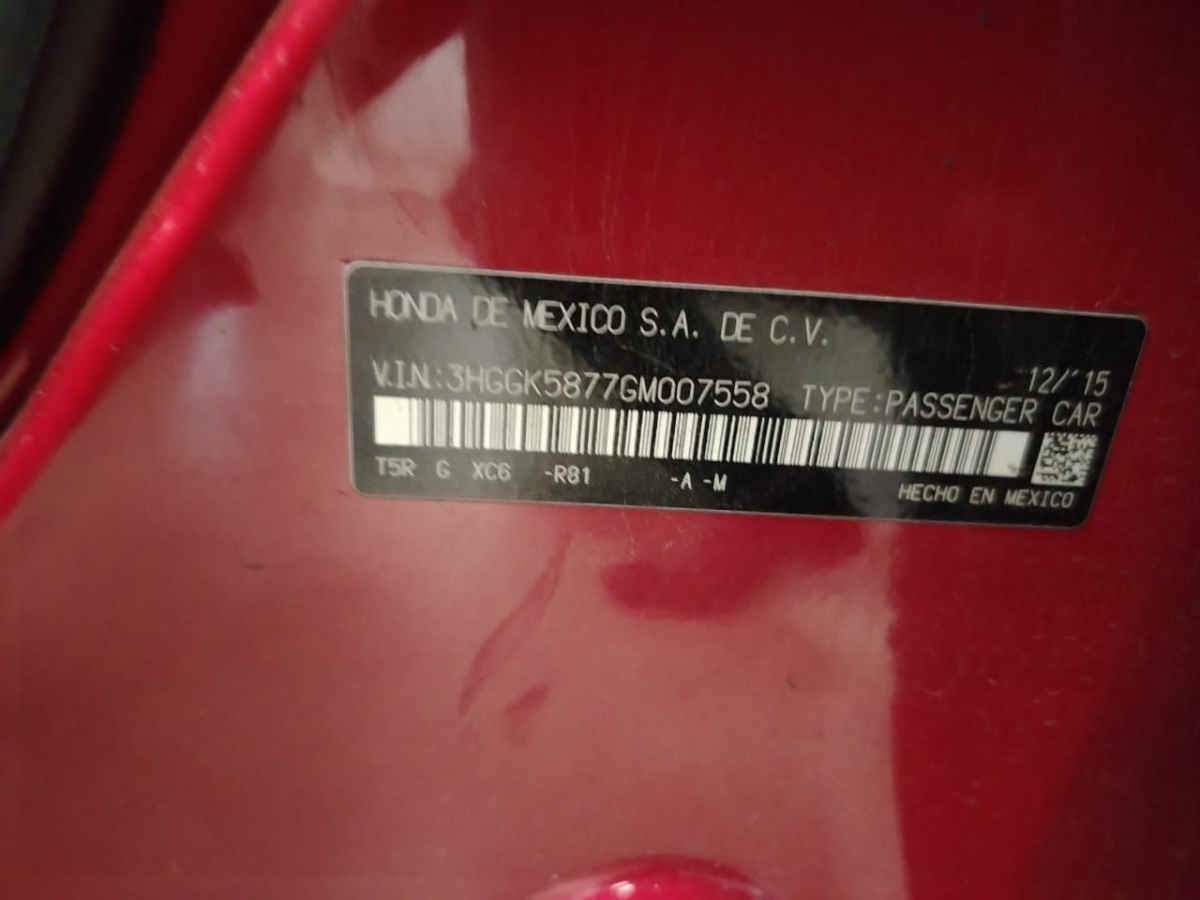 HONDA DE MEXICO S.A. DE C.V.
12/'15
V.I.N:3HGGK5877GM007558 TYPE:PASSENGER CAR
T5R G XC6 -R81 -A -M
HECHO EN MEXICO